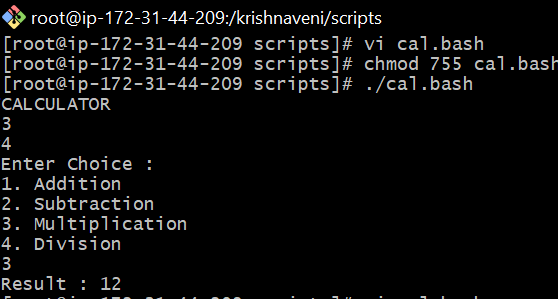 root@ip-172-31-44-209:/krishnaveni/scripts
[root@ip-172-31-44-209 scripts]# vi cal.bash
[root@ip-172-31-44-209 scripts]# chmod 755 cal.bash
[root@ip-172-31-44-209 scripts]# ./cal.bash
CALCULATOR
3
4
Enter Choice :
1. Addition
2. Subtraction
3. Multiplication
4. Division
3
Result : 12